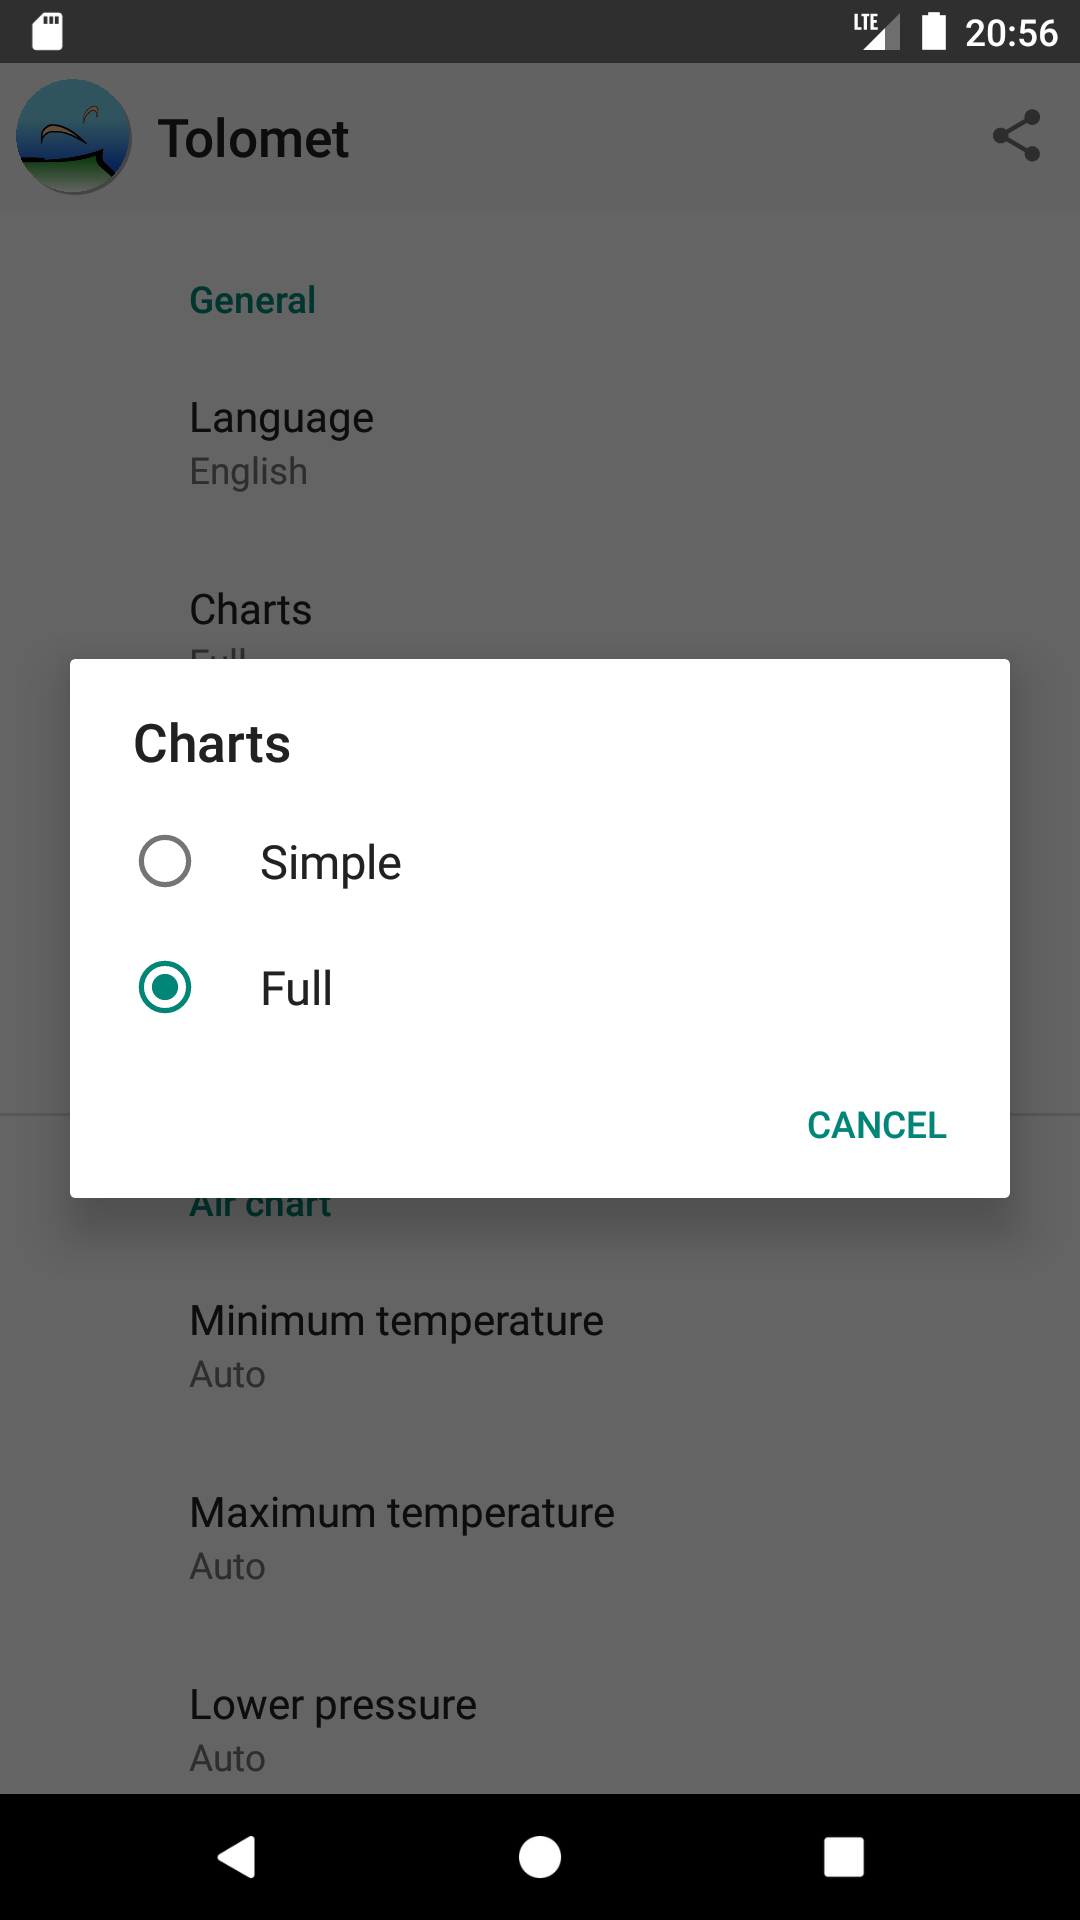 LTE 20:56
Tolomet
General
Language
English
Charts
Full
Charts
Simple
Full
CANCEL
Air chart
Minimum temperature
Auto
Maximum temperature
Auto
Lower pressure
Auto